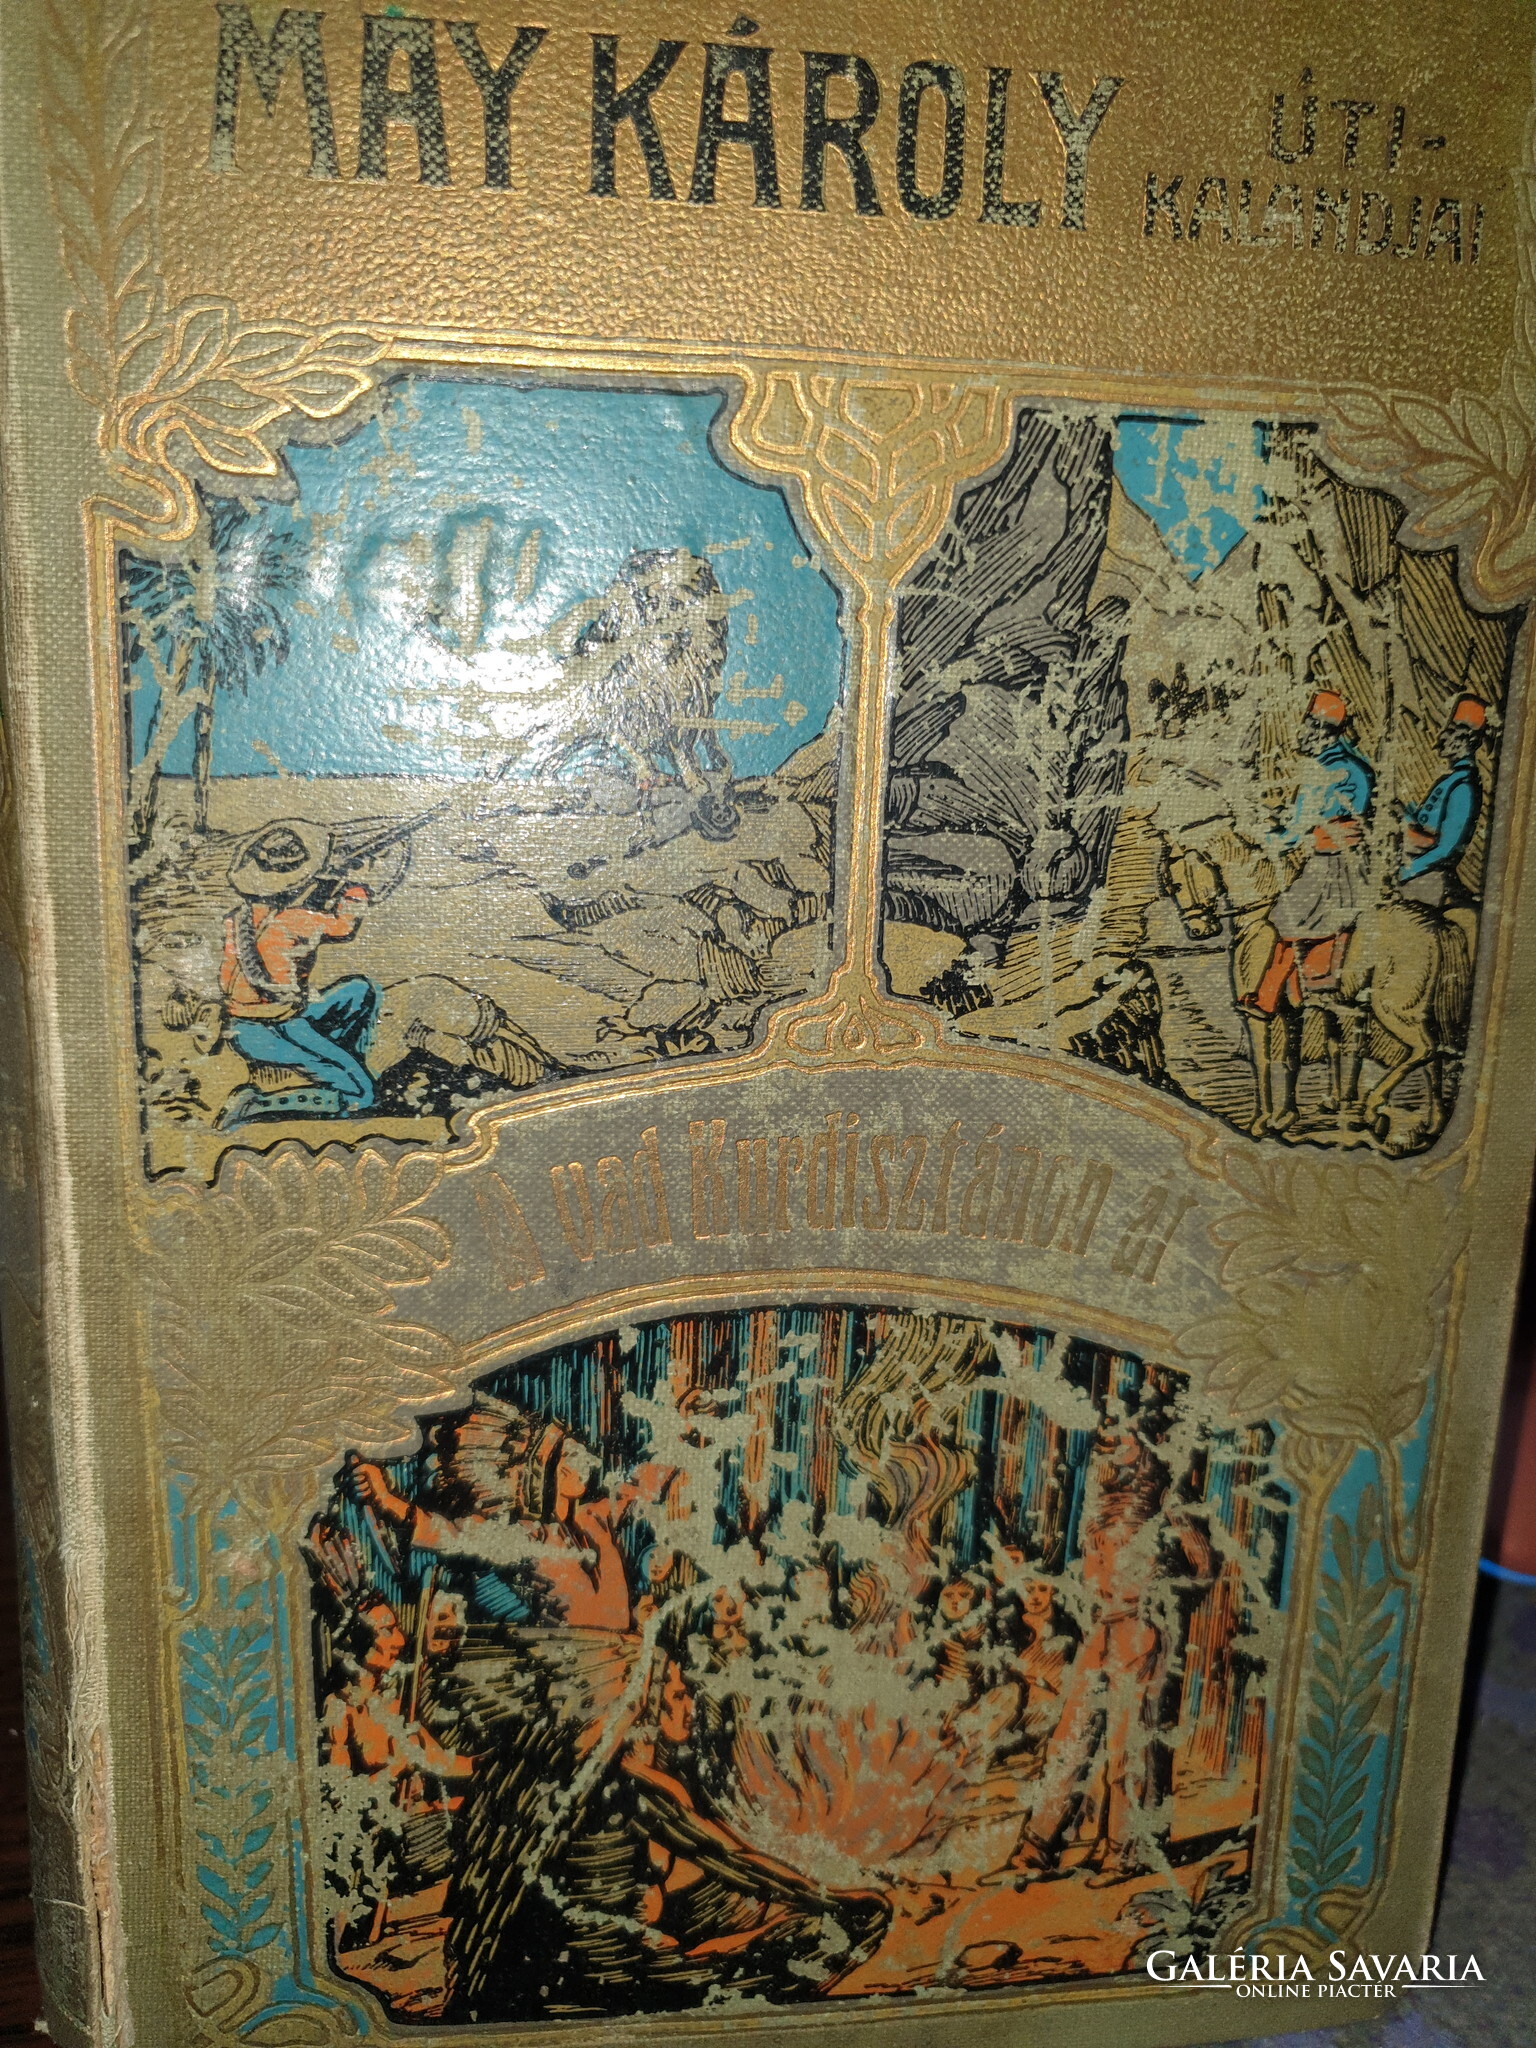 MAY KÁROLY
ÚTI-
KALANDJAI
A vad Kurdisztánon át
GALÉRIA SAVARIA
ONLINE PIACTÉR